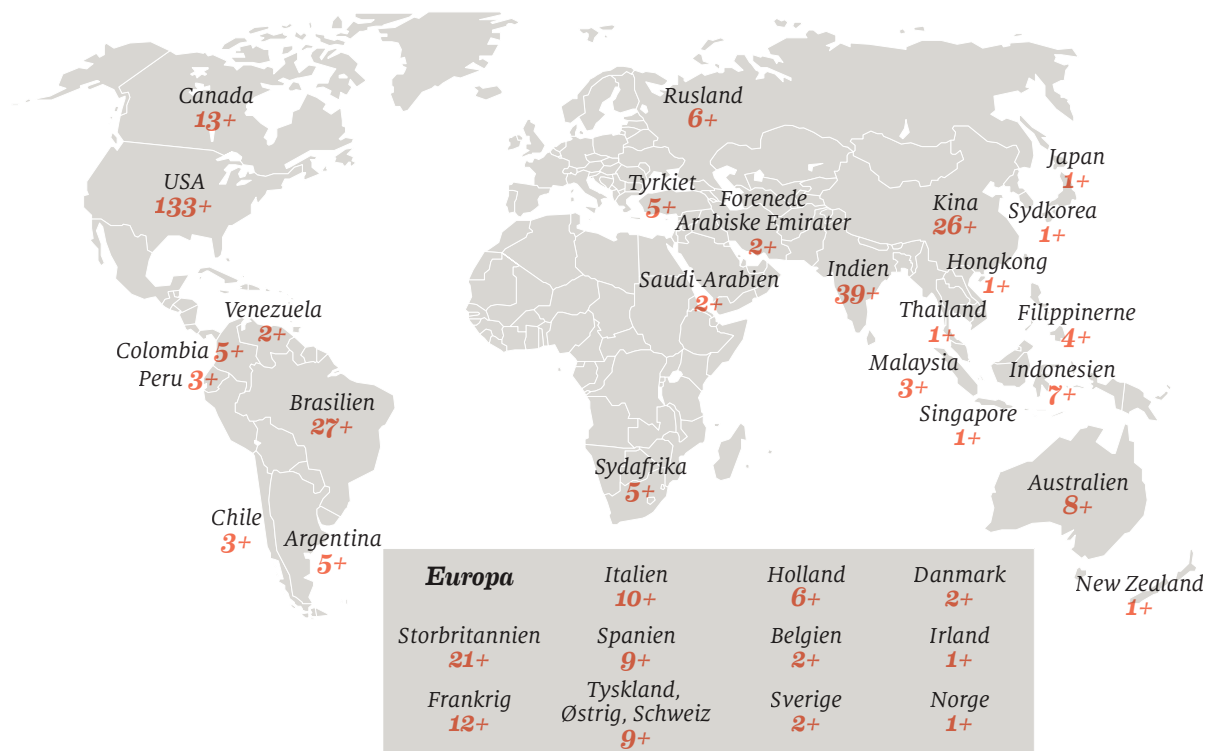 Canada
13+
USA
133+
Rusland
6+
Tyrkiet
5+
Forenede
Arabiske Emirater
2+
Saudi-Arabien
2+
Kina
26+
Japan
1+
Sydkorea
1+
Indien
39+
Hongkong
1+
Thailand
1+
Filippinerne
4+
Malaysia
3+
Indonesien
7+
Singapore
1+
Venezuela
2+
Colombia 5+
Peru 3+
Brasilien
27+
Sydafrika
5+
Australien
8+
Chile
3+
Argentina
5+
New Zealand
1+
Europa
Italien
10+
Holland
6+
Danmark
2+
Storbritannien
21+
Spanien
9+
Belgien
2+
Irland
1+
Frankrig
12+
Tyskland,
Østrig, Schweiz
9+
Sverige
2+
Norge
1+